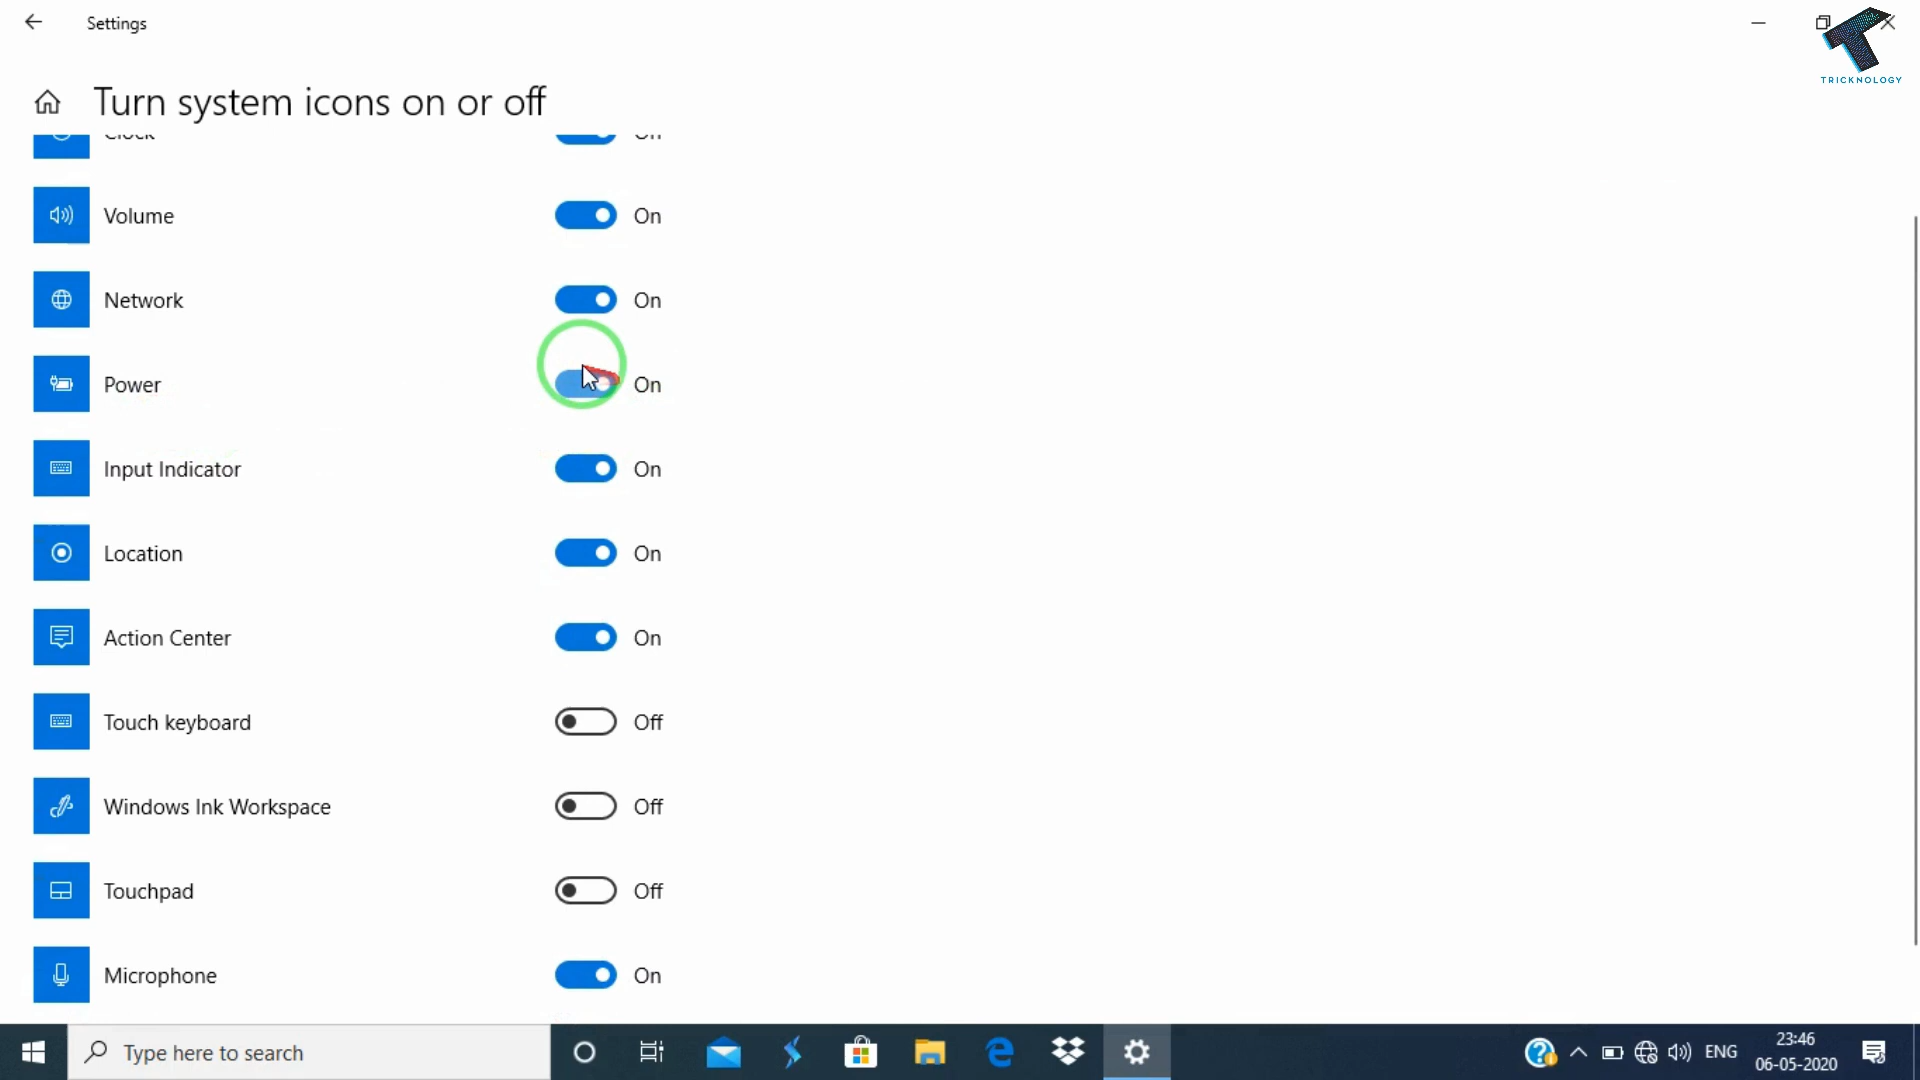 Settings
TRICKNOLOGY
Turn system icons on or off
Clock On
Volume On
Network On
Power On
Input Indicator On
Location On
Action Center On
Touch keyboard Off
Windows Ink Workspace Off
Touchpad Off
Microphone On
Type here to search
ENG
23:46
06-05-2020